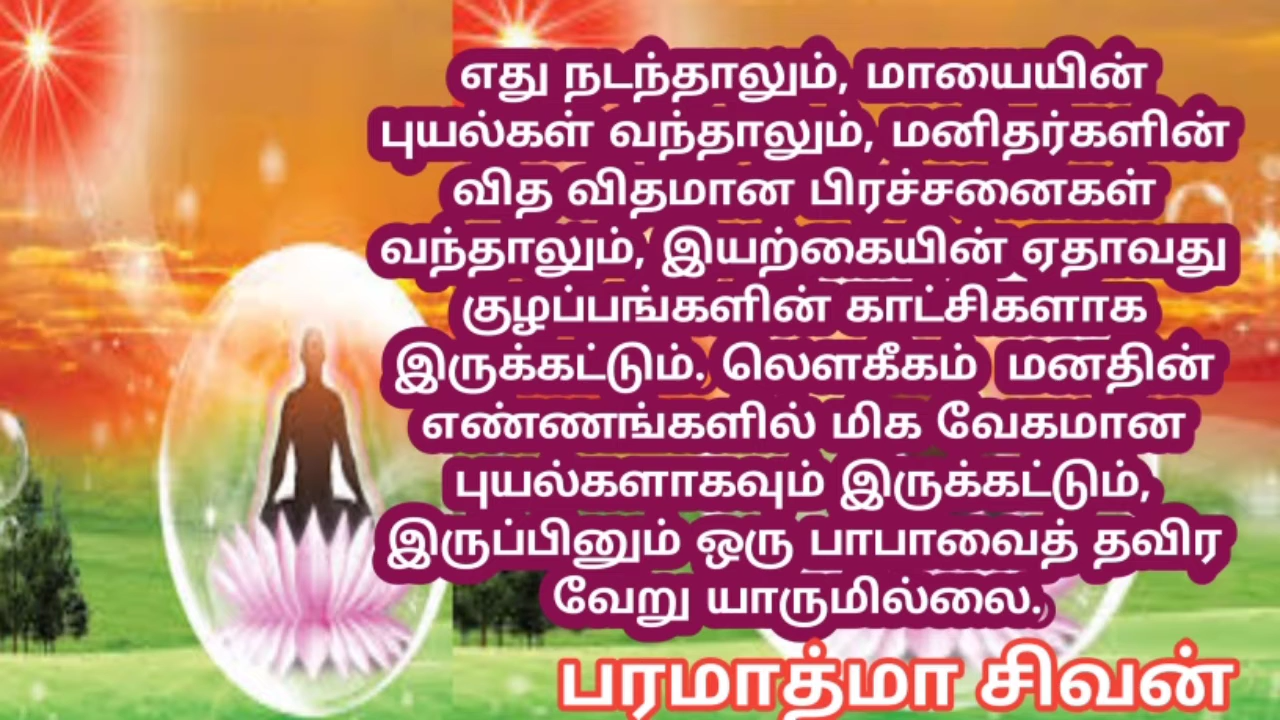 எது நடந்தாலும், மாயையின்
புயல்கள் வந்தாலும், மனிதர்களின்
வித விதமான பிரச்சனைகள்
வந்தாலும், இயற்கையின் ஏதாவது
குழப்பங்களின் காட்சிகளாக
இருக்கட்டும். லௌகீகம் மனதின்
எண்ணங்களில் மிக வேகமான
புயல்களாகவும் இருக்கட்டும்,
இருப்பினும் ஒரு பாபாவைத் தவிர
வேறு யாருமில்லை.
பரமாத்மா சிவன்